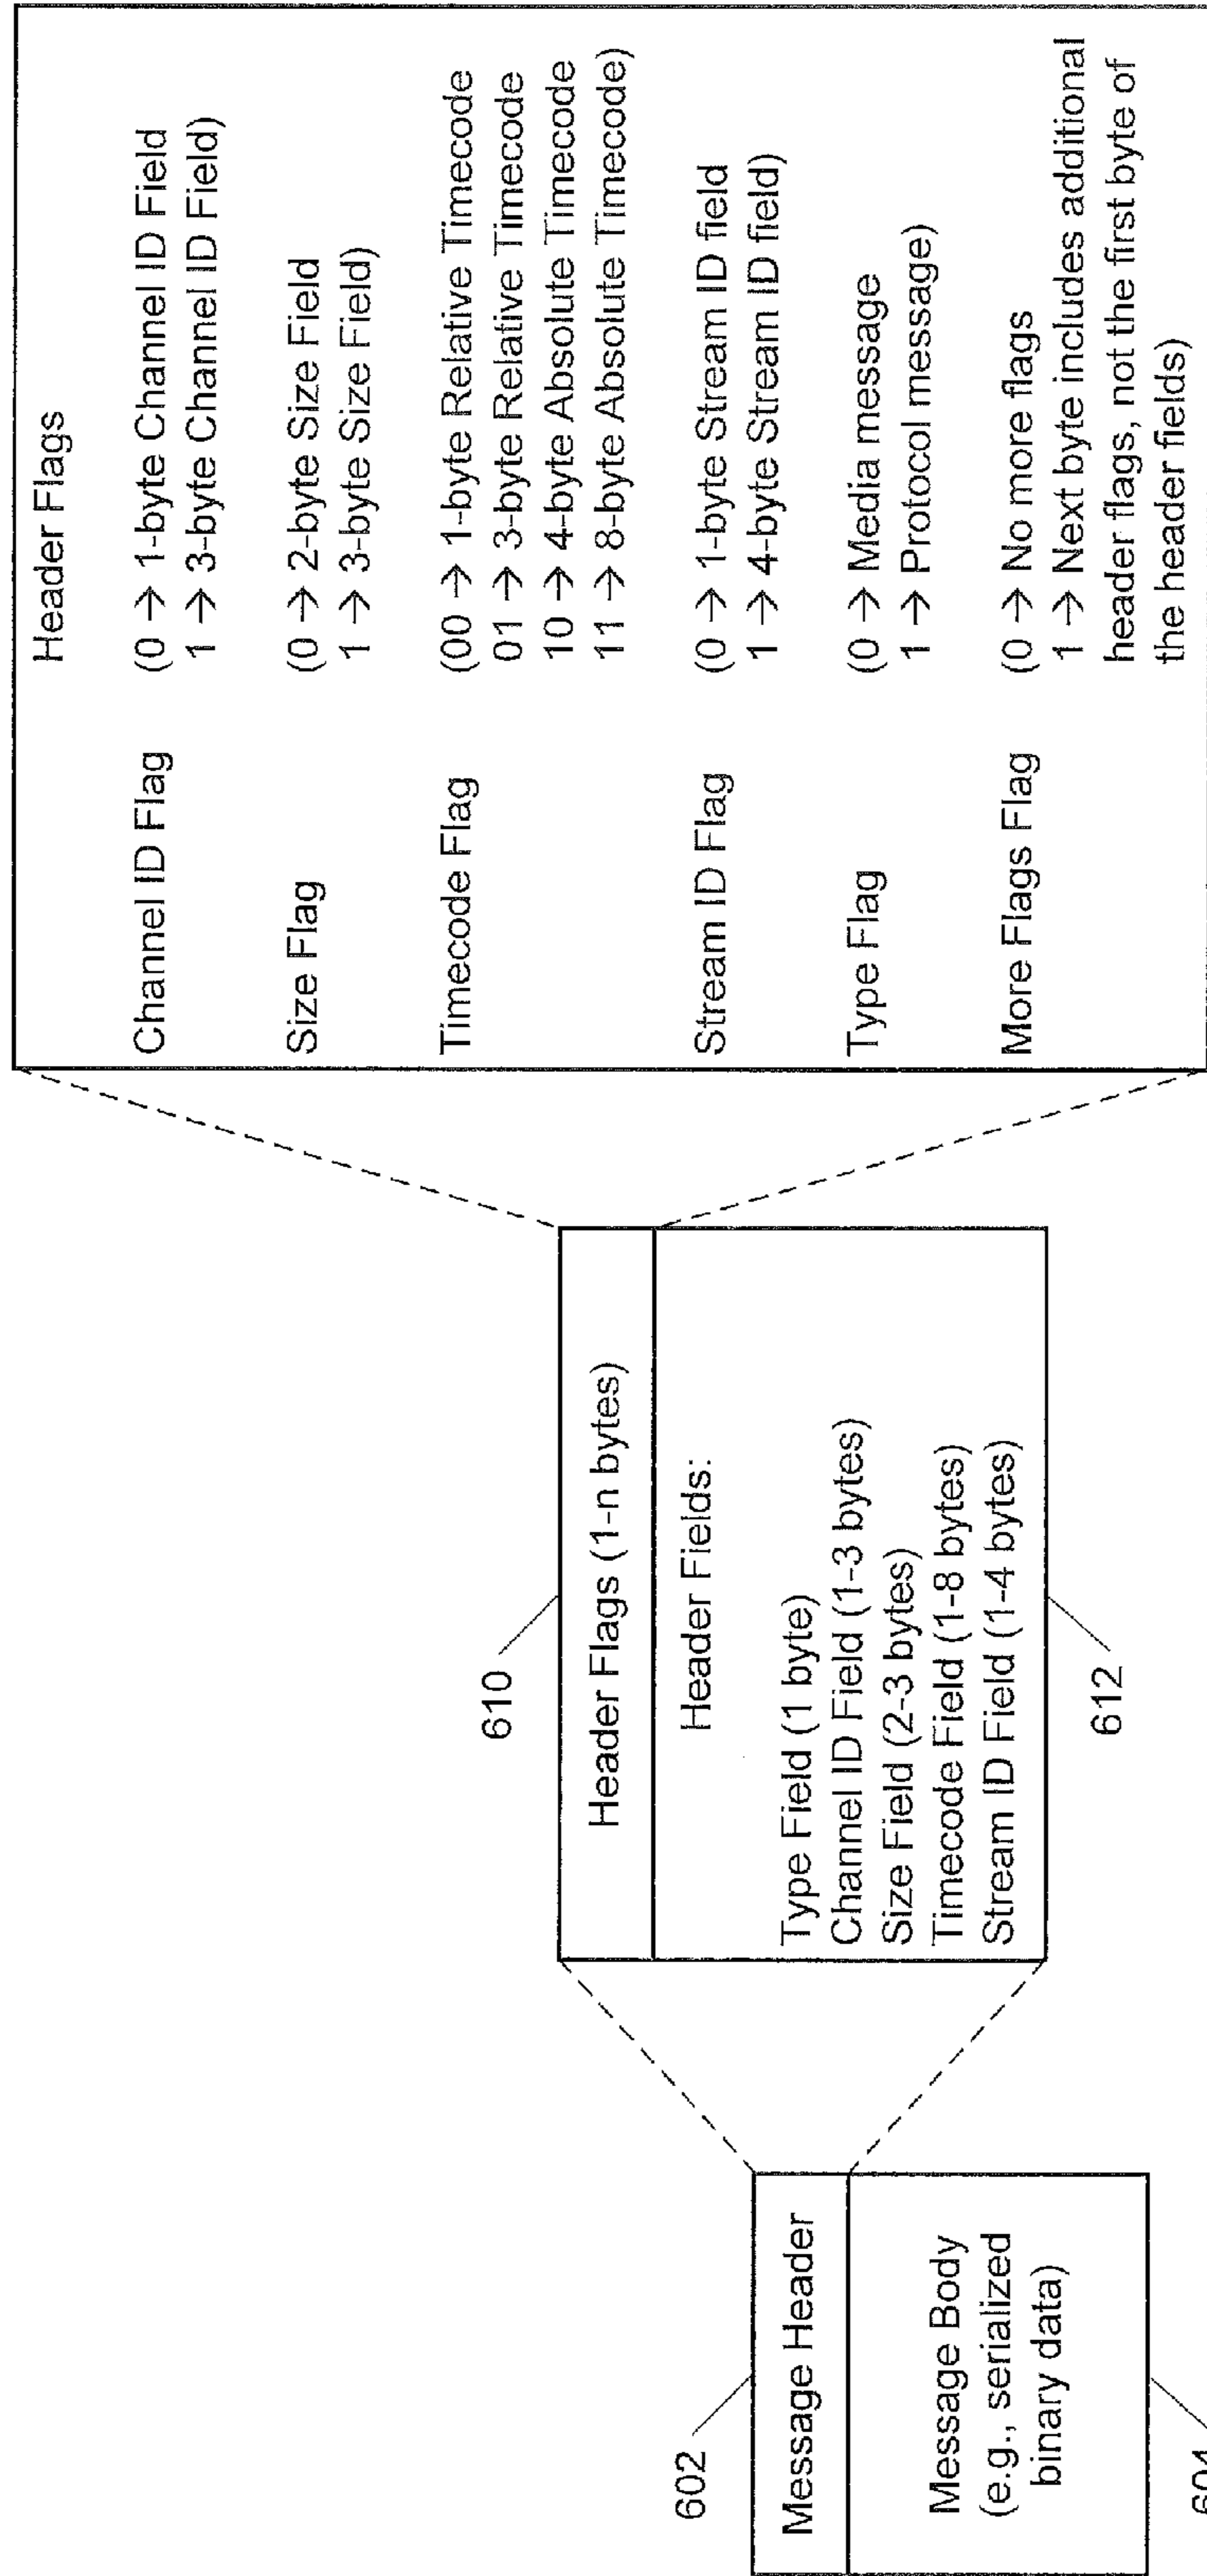 602
Message Header
Message Body
(e.g., serialized
binary data)
604
610
Header Flags (1-n bytes)
Header Fields:
Type Field (1 byte)
Channel ID Field (1-3 bytes)
Size Field (2-3 bytes)
Timecode Field (1-8 bytes)
Stream ID Field (1-4 bytes)
612
Header Flags
Channel ID Flag (0 → 1-byte Channel ID Field
1 → 3-byte Channel ID Field)
Size Flag (0 → 2-byte Size Field
1 → 3-byte Size Field)
Timecode Flag (00 → 1-byte Relative Timecode
01 → 3-byte Relative Timecode
10 → 4-byte Absolute Timecode
11 → 8-byte Absolute Timecode)
Stream ID Flag (0 → 1-byte Stream ID field
1 → 4-byte Stream ID field)
Type Flag (0 → Media message
1 → Protocol message)
More Flags Flag (0 → No more flags
1 → Next byte includes additional
header flags, not the first byte of
the header fields)